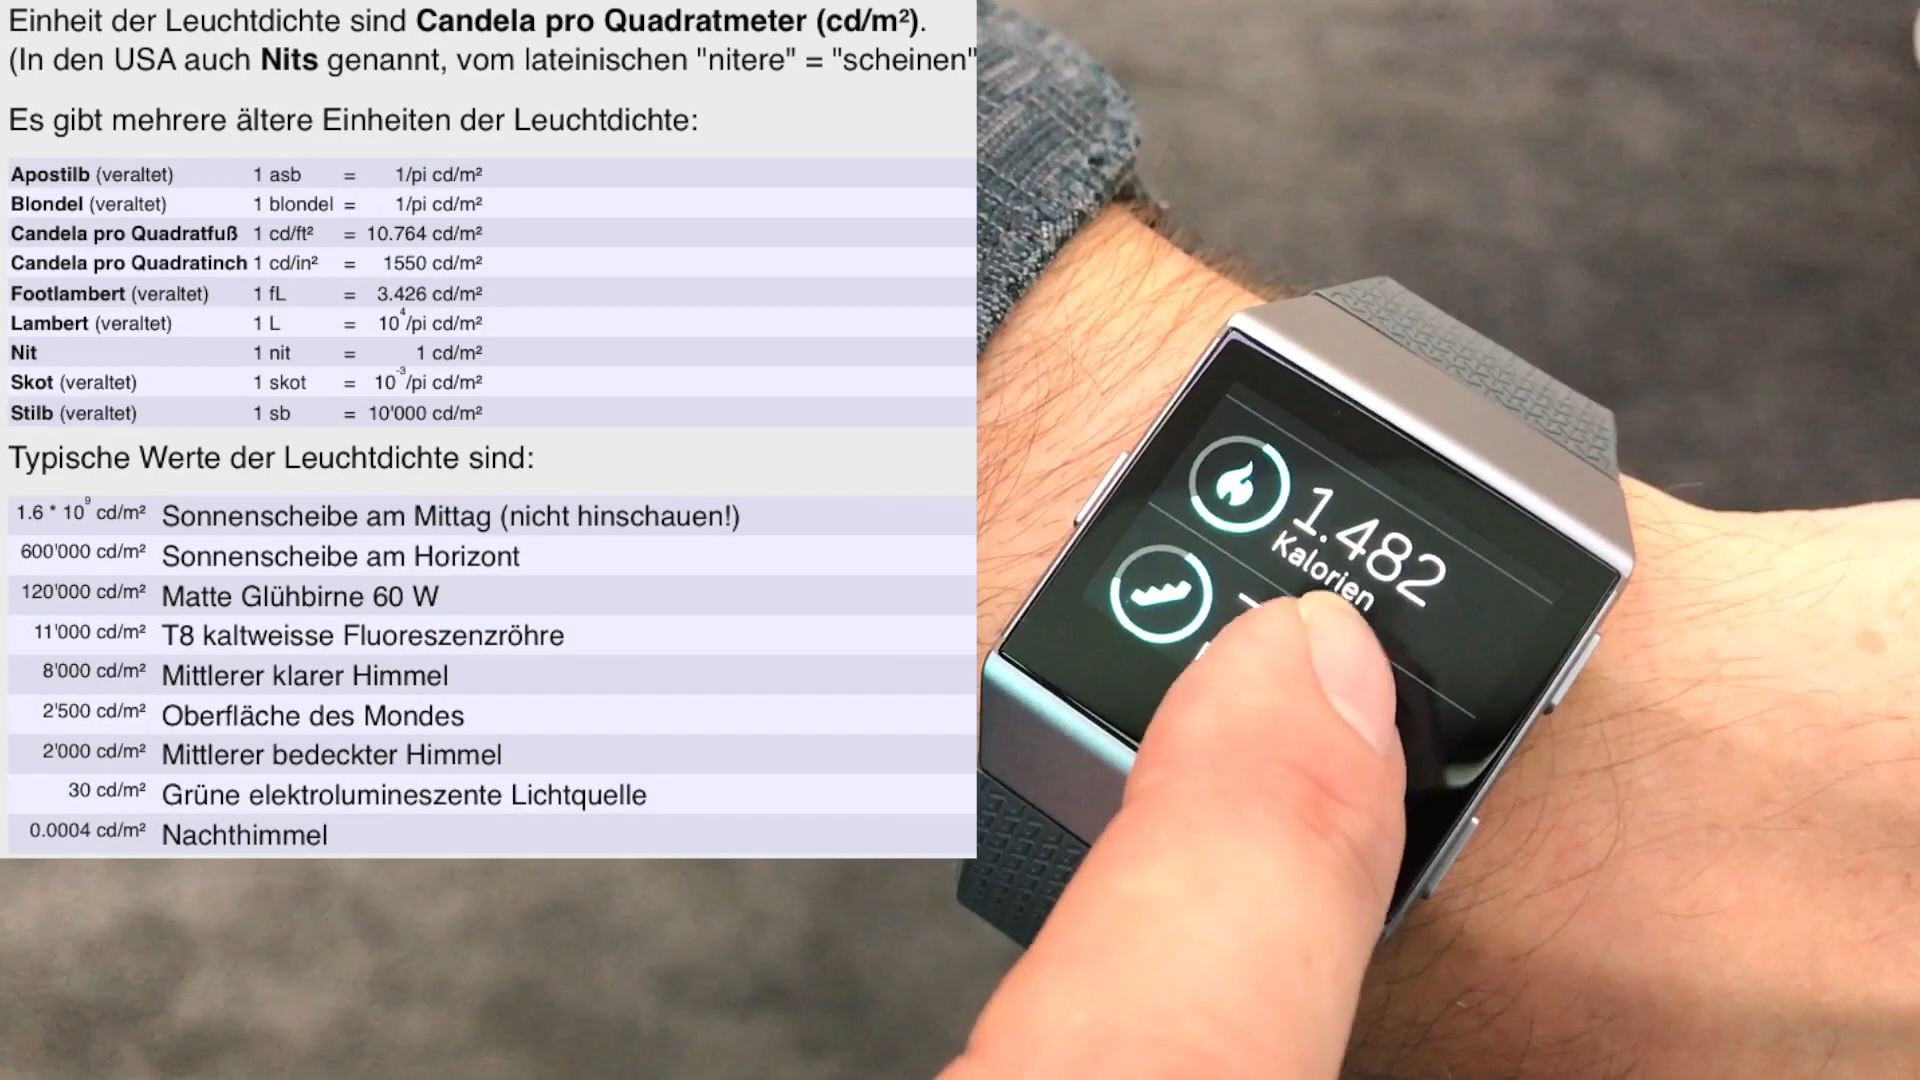 Einheit der Leuchtdichte sind Candela pro Quadratmeter (cd/m²).
(In den USA auch Nits genannt, vom lateinischen "nitere" = "scheinen"
Es gibt mehrere ältere Einheiten der Leuchtdichte:
Apostilb (veraltet) 1 asb = 1/pi cd/m²
Blondel (veraltet) 1 blondel = 1/pi cd/m²
Candela pro Quadratfuß 1 cd/ft² = 10.764 cd/m²
Candela pro Quadratinch 1 cd/in² = 1550 cd/m²
Footlambert (veraltet) 1 fL = 3.426 cd/m²
Lambert (veraltet) 1 L = 10⁴/pi cd/m²
Nit 1 nit = 1 cd/m²
Skot (veraltet) 1 skot = 10⁻³/pi cd/m²
Stilb (veraltet) 1 sb = 10'000 cd/m²
Typische Werte der Leuchtdichte sind:
1.6 * 10⁹ cd/m² Sonnenscheibe am Mittag (nicht hinschauen!)
600'000 cd/m² Sonnenscheibe am Horizont
120'000 cd/m² Matte Glühbirne 60 W
11'000 cd/m² T8 kaltweisse Fluoreszenzröhre
8'000 cd/m² Mittlerer klarer Himmel
2'500 cd/m² Oberfläche des Mondes
2'000 cd/m² Mittlerer bedeckter Himmel
30 cd/m² Grüne elektrolumineszente Lichtquelle
0.0004 cd/m² Nachthimmel
1.482
Kalorien